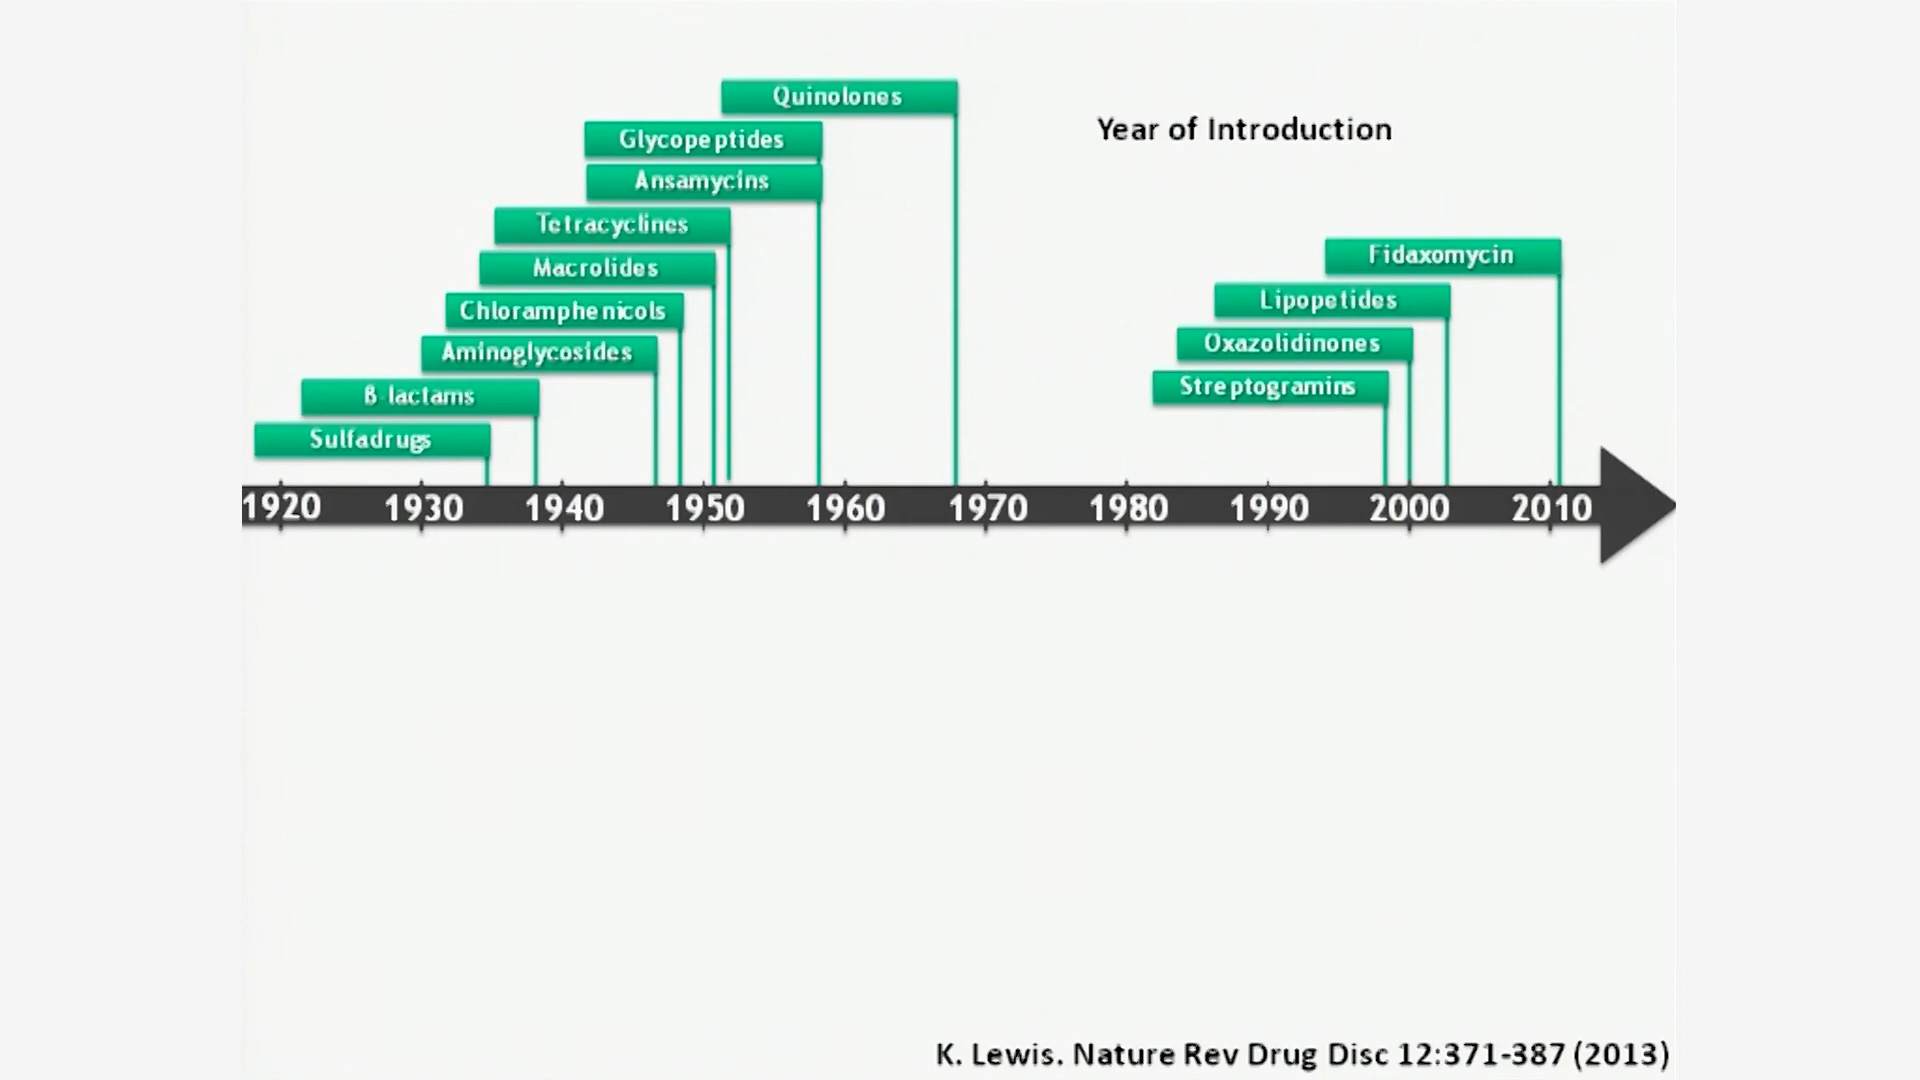 Quinolones
Glycopeptides
Year of Introduction
Ansamycins
Tetracyclines
Macrolides
Chloramphenicols
Aminoglycosides
β-lactams
Sulfadrugs
Fidaxomycin
Lipopetides
Oxazolidinones
Streptogramins
1920 1930 1940 1950 1960 1970 1980 1990 2000 2010
K. Lewis. Nature Rev Drug Disc 12:371-387 (2013)